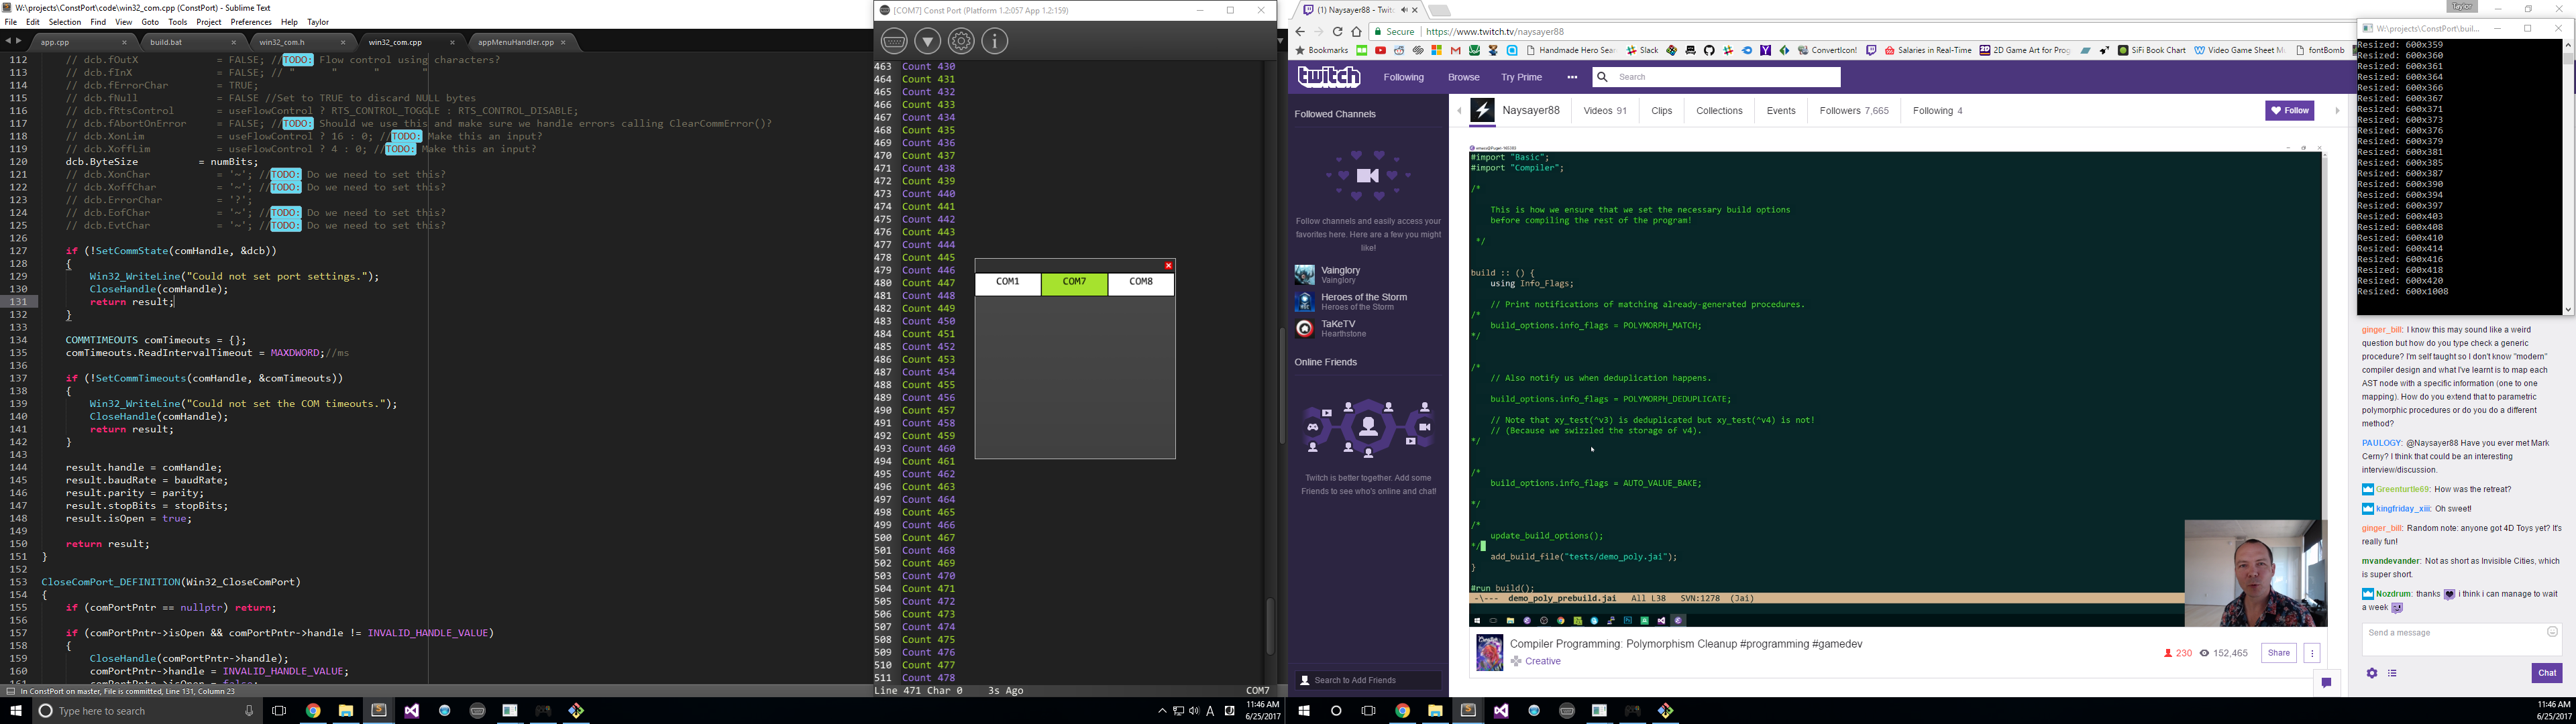 W:\projects\ConstPort\code\win32_com.cpp (ConstPort) - Sublime Text
File Edit Selection Find View Goto Tools Project Preferences Help Taylor
app.cpp build.bat win32_com.h win32_com.cpp appMenuHandler.cpp
112 // dcb.fOutX = FALSE; //TODO: Flow control using characters?
113 // dcb.fInX = FALSE; // " " " "
114 // dcb.fErrorChar = TRUE;
115 // dcb.fNull = FALSE //Set to TRUE to discard NULL bytes
116 // dcb.fRtsControl = useFlowControl ? RTS_CONTROL_TOGGLE : RTS_CONTROL_DISABLE;
117 // dcb.fAbortOnError = FALSE; //TODO: Should we use this and make sure we handle errors calling ClearCommError()?
118 // dcb.XonLim = useFlowControl ? 16 : 0; //TODO: Make this an input?
119 // dcb.XoffLim = useFlowControl ? 4 : 0; //TODO: Make this an input?
120 dcb.ByteSize = numBits;
121 // dcb.XonChar = '~'; //TODO: Do we need to set this?
122 // dcb.XoffChar = '~'; //TODO: Do we need to set this?
123 // dcb.ErrorChar = '?';
124 // dcb.EofChar = '~'; //TODO: Do we need to set this?
125 // dcb.EvtChar = '~'; //TODO: Do we need to set this?
126
127 if (!SetCommState(comHandle, &dcb))
128 {
129 Win32_WriteLine("Could not set port settings.");
130 CloseHandle(comHandle);
131 return result;
132 }
133
134 COMMTIMEOUTS comTimeouts = {};
135 comTimeouts.ReadIntervalTimeout = MAXDWORD;//ms
136
137 if (!SetCommTimeouts(comHandle, &comTimeouts))
138 {
139 Win32_WriteLine("Could not set the COM timeouts.");
140 CloseHandle(comHandle);
141 return result;
142 }
143
144 result.handle = comHandle;
145 result.baudRate = baudRate;
146 result.parity = parity;
147 result.stopBits = stopBits;
148 result.isOpen = true;
149
150 return result;
151 }
152
153 CloseComPort_DEFINITION(Win32_CloseComPort)
154 {
155 if (comPortPntr == nullptr) return;
156
157 if (comPortPntr->isOpen && comPortPntr->handle != INVALID_HANDLE_VALUE)
158 {
159 CloseHandle(comPortPntr->handle);
160 comPortPntr->handle = INVALID_HANDLE_VALUE;
In ConstPort on master, File is committed, Line 131, Column 23
Type here to search
[COM7] Const Port (Platform 1.2:057 App 1.2:159)
463 Count 430
464 Count 431
465 Count 432
466 Count 433
467 Count 434
468 Count 435
469 Count 436
470 Count 437
471 Count 438
472 Count 439
473 Count 440
474 Count 441
475 Count 442
476 Count 443
477 Count 444
478 Count 445
479 Count 446
480 Count 447
481 Count 448
482 Count 449
483 Count 450
484 Count 451
485 Count 452
486 Count 453
487 Count 454
488 Count 455
489 Count 456
490 Count 457
491 Count 458
492 Count 459
493 Count 460
494 Count 461
495 Count 462
496 Count 463
497 Count 464
498 Count 465
499 Count 466
500 Count 467
501 Count 468
502 Count 469
503 Count 470
504 Count 471
505 Count 472
506 Count 473
507 Count 474
508 Count 475
509 Count 476
510 Count 477
511 Count 478
COM1 COM7 COM8
Line 471 Char 0 3s Ago COM7
11:46 AM
6/25/2017
(1) Naysayer88 - Twitc
Taylor
Secure https://www.twitch.tv/naysayer88
Bookmarks Handmade Hero Sea Slack ConvertIcon! Salaries in Real-Time 2D Game Art for Prog SiFi Book Chart Video Game Sheet M fontBomb
twitch Following Browse Try Prime Search
Followed Channels
Follow channels and easily access your
favorites here. Here are a few you might
like!
Vainglory
Vainglory
Heroes of the Storm
Heroes of the Storm
TaKeTV
Hearthstone
Online Friends
Twitch is better together. Add some
Friends to see who's online and chat!
Search to Add Friends
Naysayer88 Videos 91 Clips Collections Events Followers 7,665 Following 4 Follow
#import "Basic";
#import "Compiler";
/*
This is how we ensure that we set the necessary build options
before compiling the rest of the program!
*/
build :: () {
using Info_Flags;
// Print notifications of matching already-generated procedures.
/*
build_options.info_flags = POLYMORPH_MATCH;
*/
/*
// Also notify us when deduplication happens.
build_options.info_flags = POLYMORPH_DEDUPLICATE;
// Note that xy_test(^v3) is deduplicated but xy_test(^v4) is not!
// (Because we swizzled the storage of v4).
*/
/*
build_options.info_flags = AUTO_VALUE_BAKE;
*/
/*
update_build_options();
*/
add_build_file("tests/demo_poly.jai");
}
#run build();
-\--- demo_poly_prebuild.jai All L38 SVN:1278 (Jai)
Compiler Programming: Polymorphism Cleanup #programming #gamedev
Creative
230 152,465 Share
W:\projects\ConstPort\buil...
Resized: 600x359
Resized: 600x360
Resized: 600x361
Resized: 600x364
Resized: 600x366
Resized: 600x367
Resized: 600x371
Resized: 600x373
Resized: 600x376
Resized: 600x379
Resized: 600x381
Resized: 600x385
Resized: 600x387
Resized: 600x390
Resized: 600x394
Resized: 600x397
Resized: 600x403
Resized: 600x408
Resized: 600x410
Resized: 600x414
Resized: 600x416
Resized: 600x418
Resized: 600x420
Resized: 600x1008
ginger_bill: I know this may sound like a weird
question but how do you type check a generic
procedure? I'm self taught so I don't know "modern"
compiler design and what I've learnt is to map each
AST node with a specific information (one to one
mapping). How do you extend that to parametric
polymorphic procedures or do you do a different
method?
PAULOGY: @Naysayer88 Have you ever met Mark
Cerny? I think that could be an interesting
interview/discussion.
Greenturtle69: How was the retreat?
kingfriday_xiii: Oh sweet!
ginger_bill: Random note: anyone got 4D Toys yet? It's
really fun!
mvandevander: Not as short as Invisible Cities, which
is super short.
Nozdrum: thanks i think i can manage to wait
a week
Send a message
Chat
11:46 AM
6/25/2017